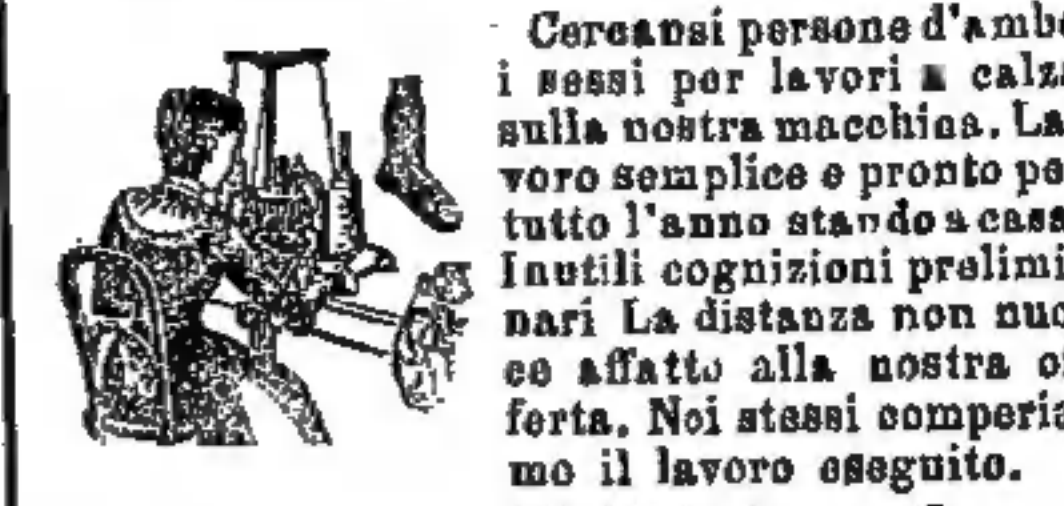 Cercansi persone d'ambo
i sessi per lavori a calza
sulla nostra macchina. La
voro semplice e pronto pe
tutto l'anno stando a casa
Inutili cognizioni prelimi
nari La distanza non nuo
ce affatto alla nostra of
ferta. Noi stessi comperia
mo il lavoro eseguito.